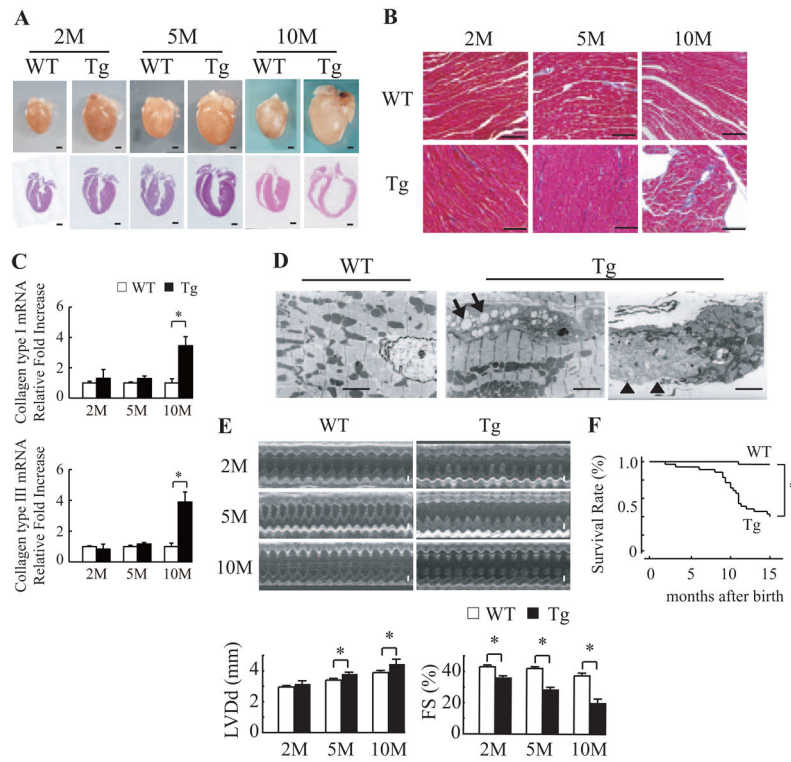 A
2M 5M 10M
WT Tg WT Tg WT Tg
B
2M 5M 10M
WT
Tg
C
WT Tg
Collagen type I mRNA
Relative Fold Increase
6
4
2
0
*
2M 5M 10M
Collagen type III mRNA
Relative Fold Increase
6
4
2
0
*
2M 5M 10M
D
WT Tg
E
WT Tg
2M
5M
10M
WT Tg
LVDd (mm)
4
2
0
* *
2M 5M 10M
FS (%)
40
20
0
* * *
2M 5M 10M
F
Survival Rate (%)
1.0
0.5
0
WT
Tg
0 5 10 15
months after birth